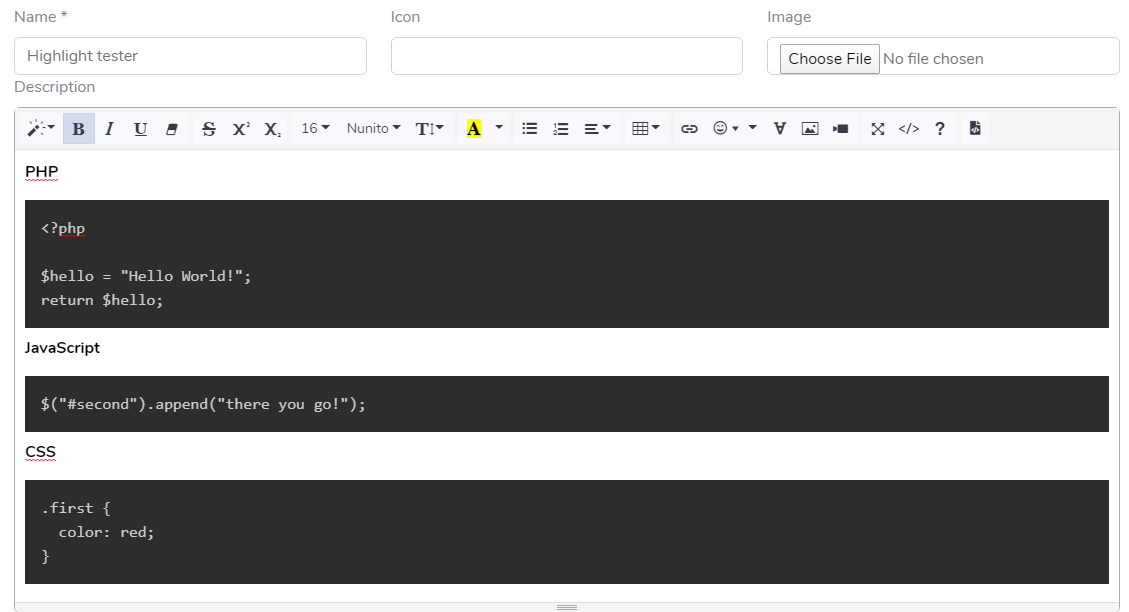 Name *
Icon
Image
Highlight tester
Choose File No file chosen
Description
B I U S X² X₂ 16 Nunito TI A </> ?
PHP
<?php
$hello = "Hello World!";
return $hello;
JavaScript
$("#second").append("there you go!");
CSS
.first {
  color: red;
}